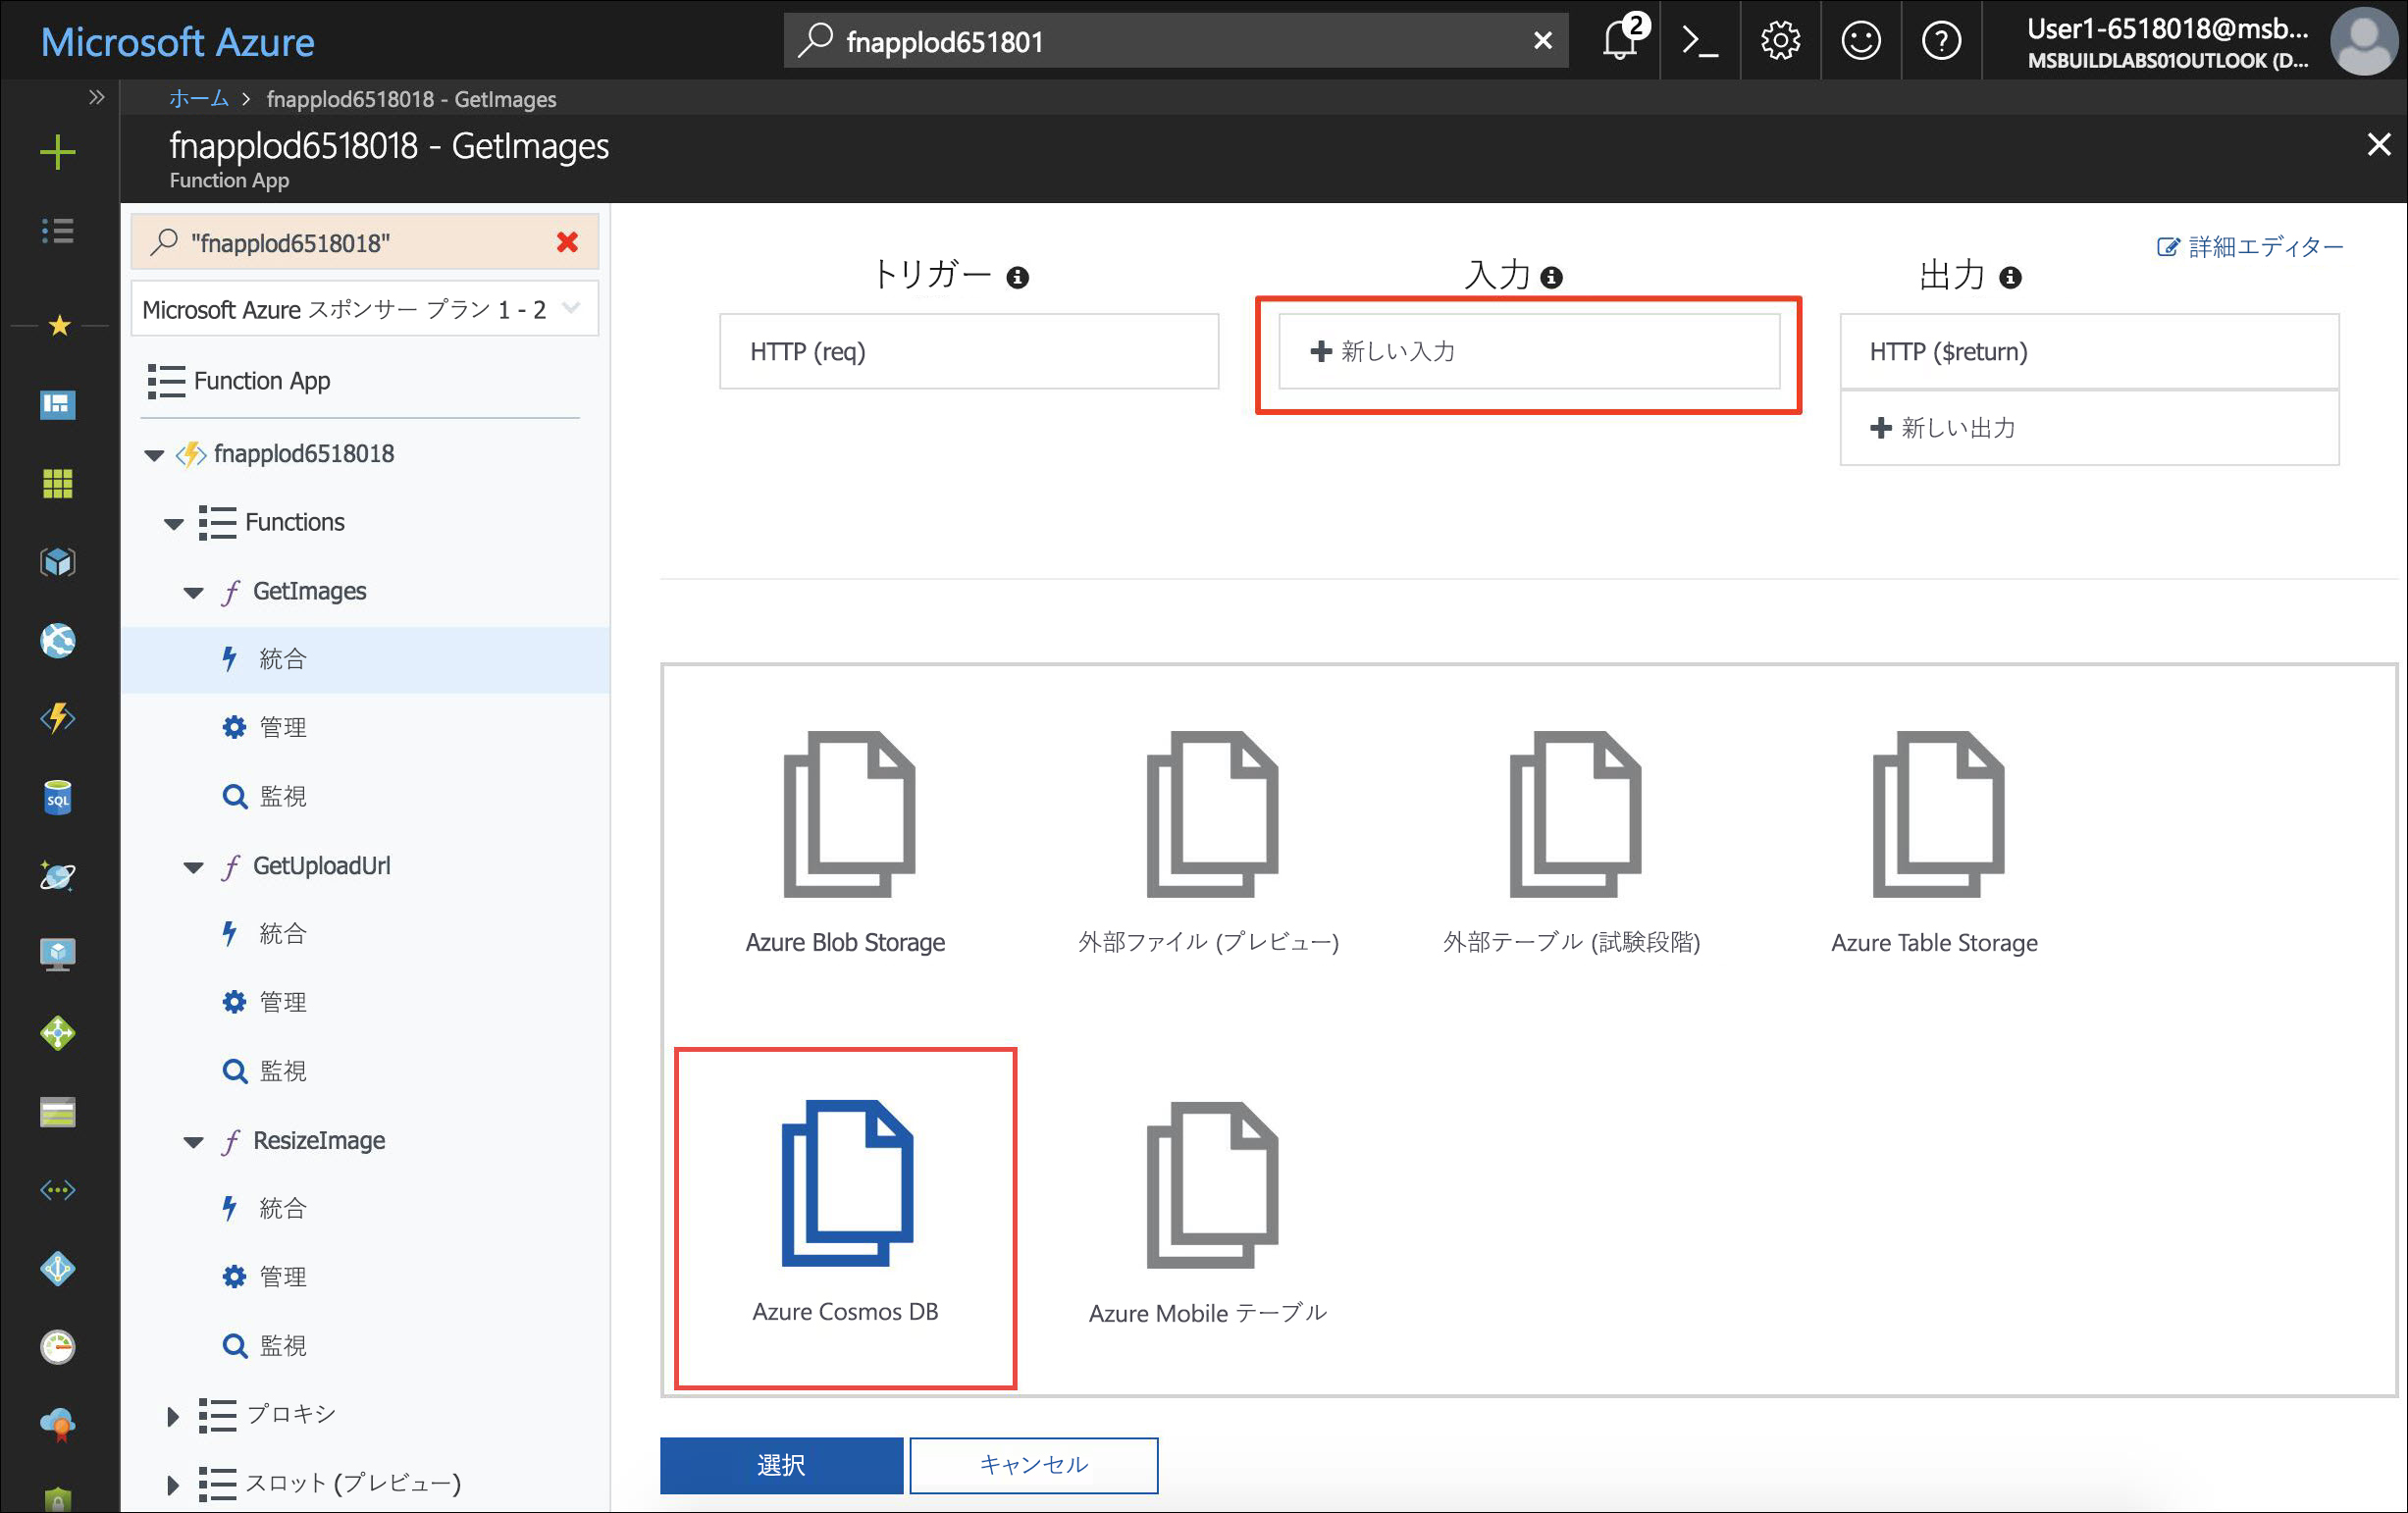 Microsoft Azure
fnapplod651801
2
User1-6518018@msb...
MSBUILDLABS01OUTLOOK (D...
ホーム > fnapplod6518018 - GetImages
fnapplod6518018 - GetImages
Function App
"fnapplod6518018"
Microsoft Azure スポンサー プラン 1 - 2
Function App
fnapplod6518018
Functions
GetImages
統合
管理
監視
GetUploadUrl
統合
管理
監視
ResizeImage
統合
管理
監視
プロキシ
スロット (プレビュー)
SQL
詳細エディター
トリガー
HTTP (req)
入力
新しい入力
出力
HTTP ($return)
新しい出力
Azure Blob Storage
外部ファイル (プレビュー)
外部テーブル (試験段階)
Azure Table Storage
Azure Cosmos DB
Azure Mobile テーブル
選択
キャンセル